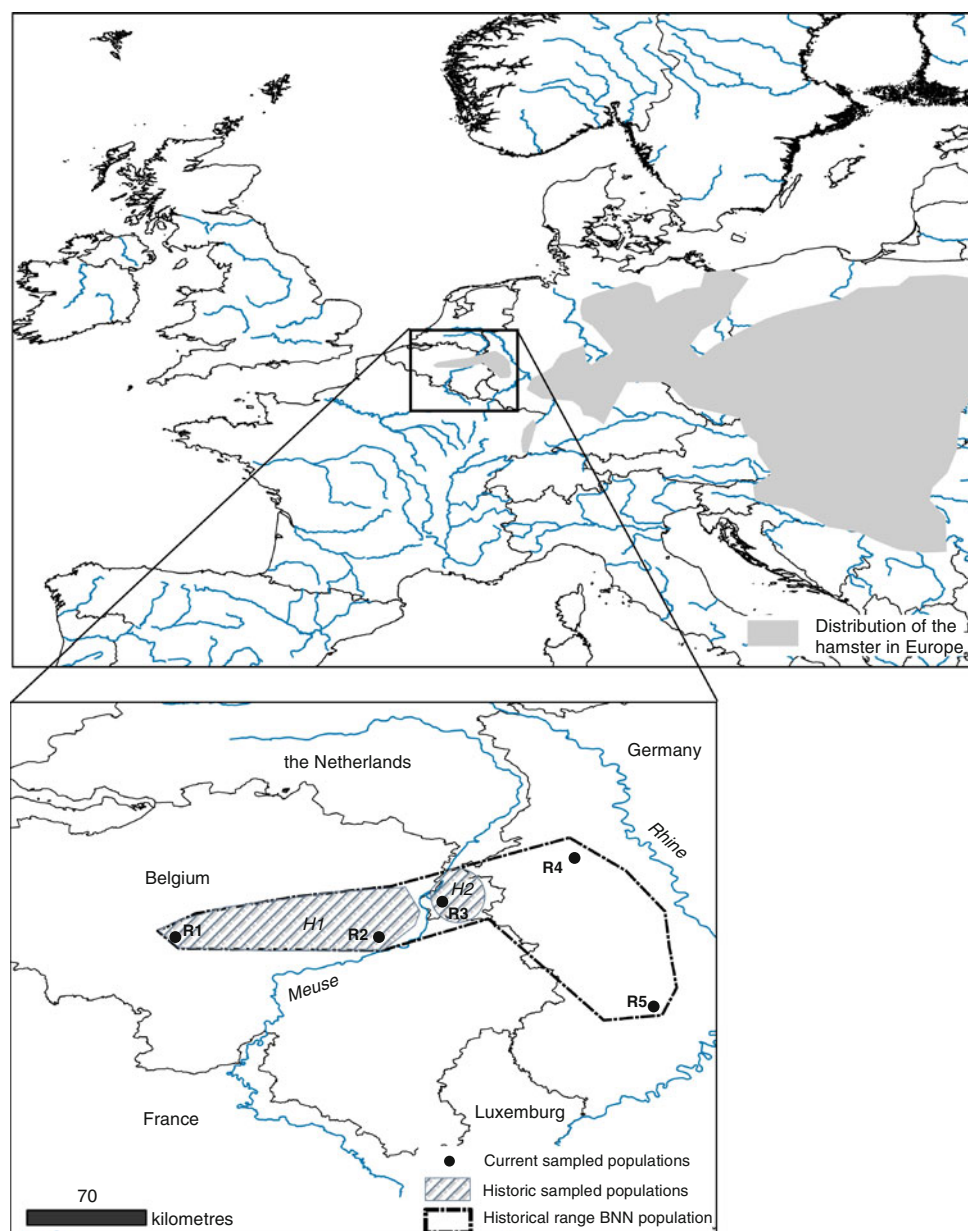 Distribution of the
hamster in Europe
the Netherlands
Germany
Rhine
R4
Belgium
H2
R3
H1
R1
R2
Meuse
R5
France
Luxemburg
Current sampled populations
Historic sampled populations
Historical range BNN population
70
kilometres